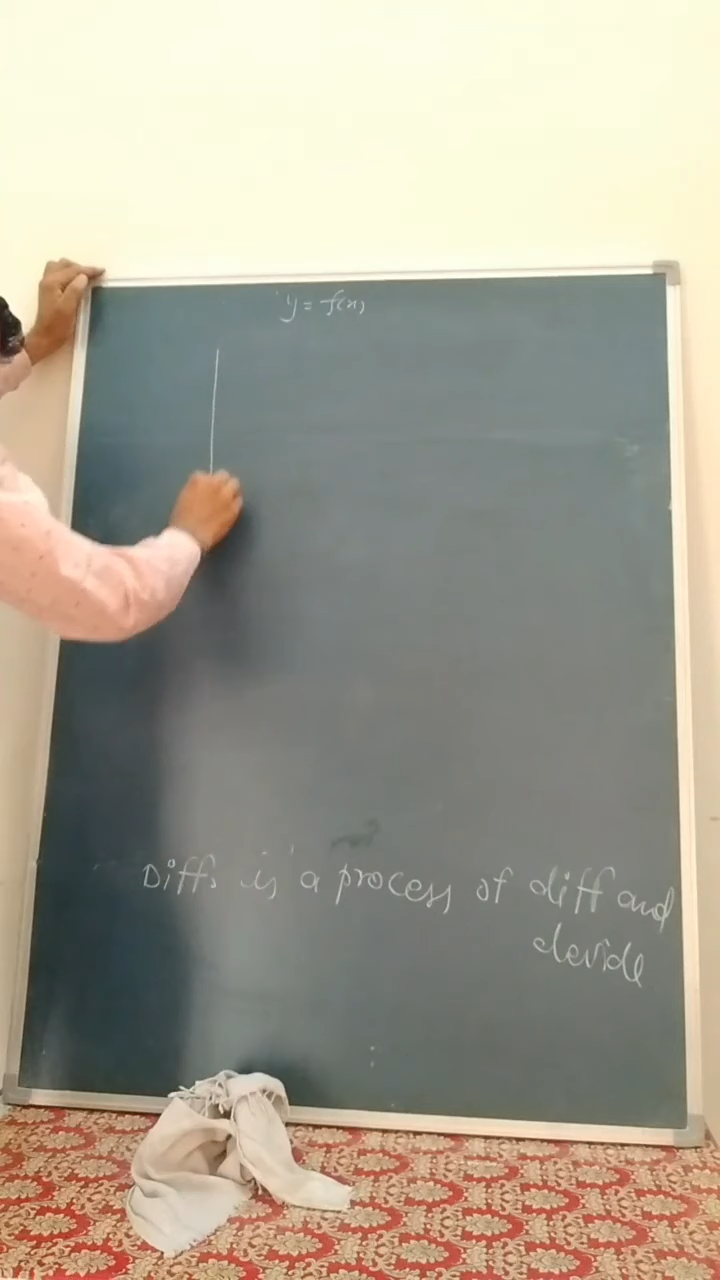 y = f(x)
Diff. is a process of diff and
devide